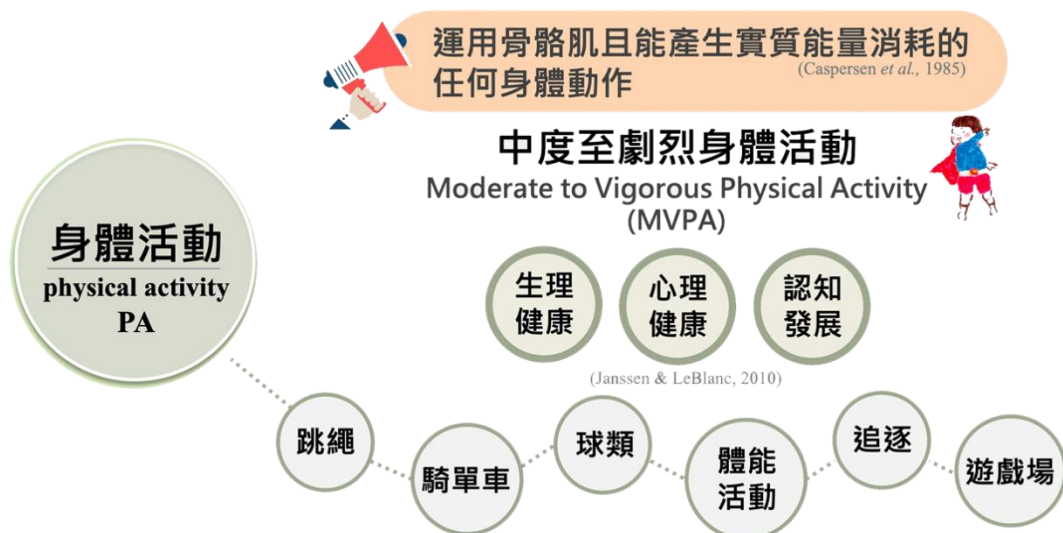 運用骨骼肌且能產生實質能量消耗的
任何身體動作
(Caspersen et al., 1985)
中度至劇烈身體活動
Moderate to Vigorous Physical Activity
(MVPA)
身體活動
physical activity
PA
生理
健康
心理
健康
認知
發展
(Janssen & LeBlanc, 2010)
跳繩
騎單車
球類
體能
活動
追逐
遊戲場